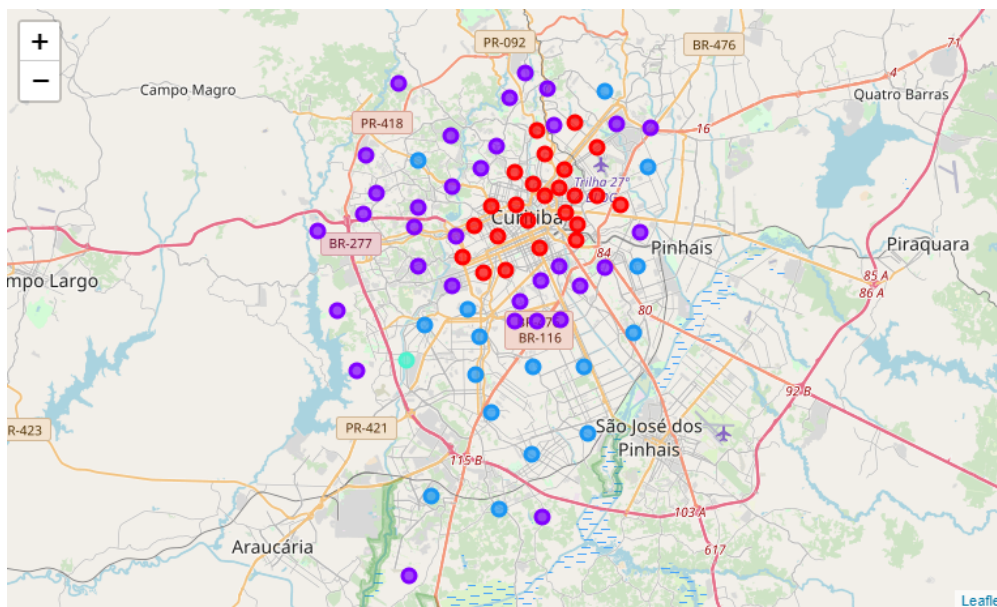 +
−
PR-092
BR-476
71
4
Campo Magro
Quatro Barras
PR-418
16
Trilha 27°
Curitiba
BR-277
Pinhais
Piraquara
84
85 A
86 A
mpo Largo
80
BR-116
92 B
R-423
PR-421
São José dos
Pinhais
115 B
103 A
Araucária
617
Leafle